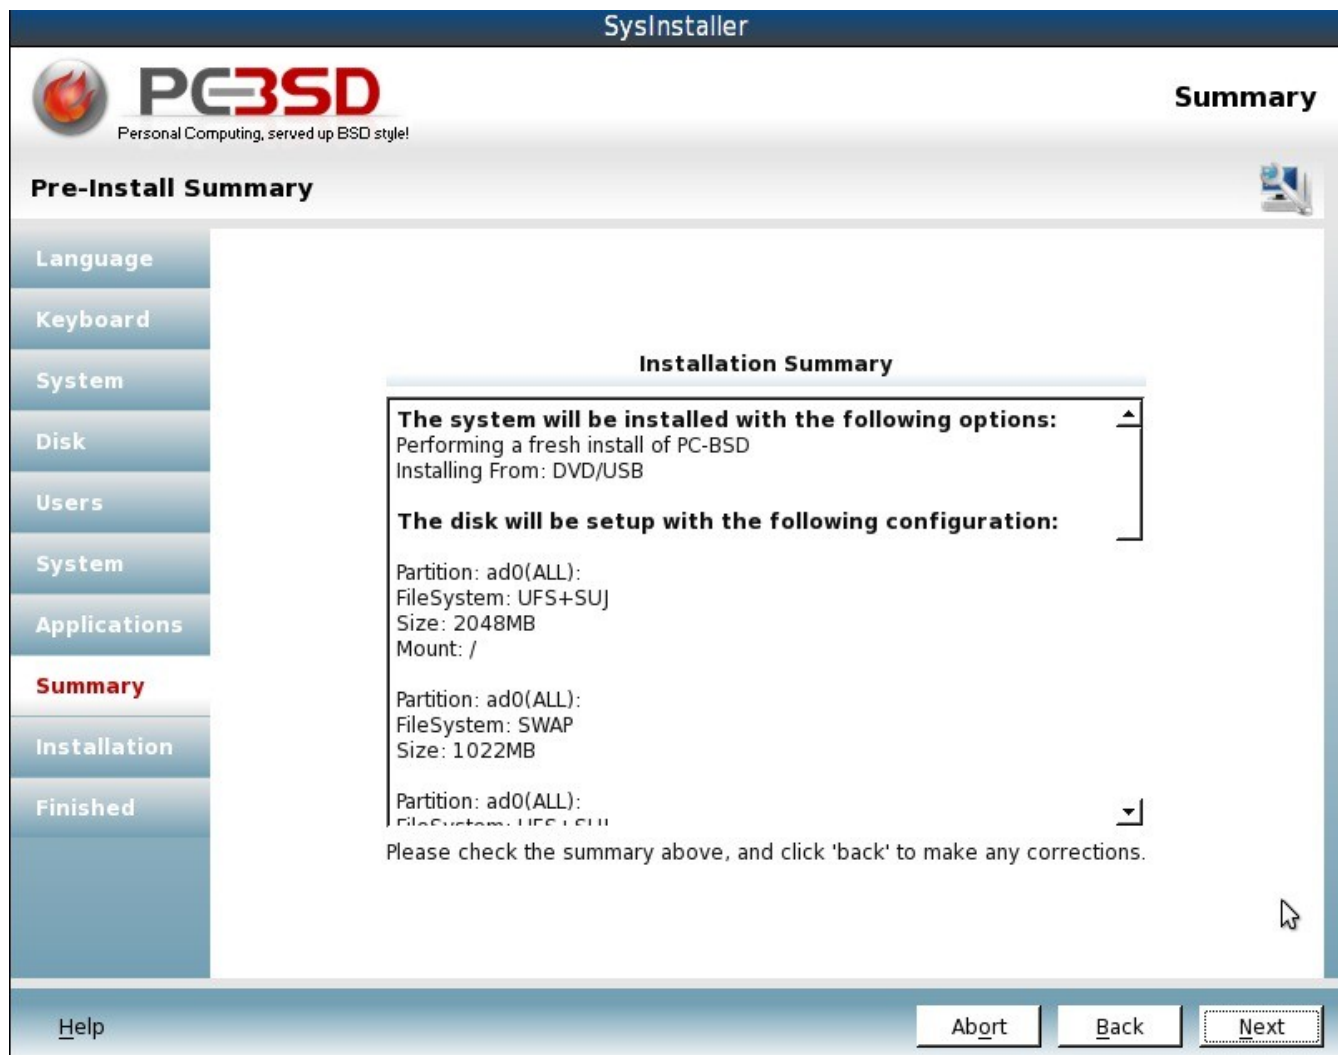 SysInstaller
PCBSD
Personal Computing, served up BSD style!
Summary
Pre-Install Summary
Language
Keyboard
System
Disk
Users
System
Applications
Summary
Installation
Finished
Installation Summary
The system will be installed with the following options:
Performing a fresh install of PC-BSD
Installing From: DVD/USB
The disk will be setup with the following configuration:
Partition: ad0(ALL):
FileSystem: UFS+SUJ
Size: 2048MB
Mount: /
Partition: ad0(ALL):
FileSystem: SWAP
Size: 1022MB
Partition: ad0(ALL):
FileSystem: UFS+SUJ
Please check the summary above, and click 'back' to make any corrections.
Help
Abort
Back
Next